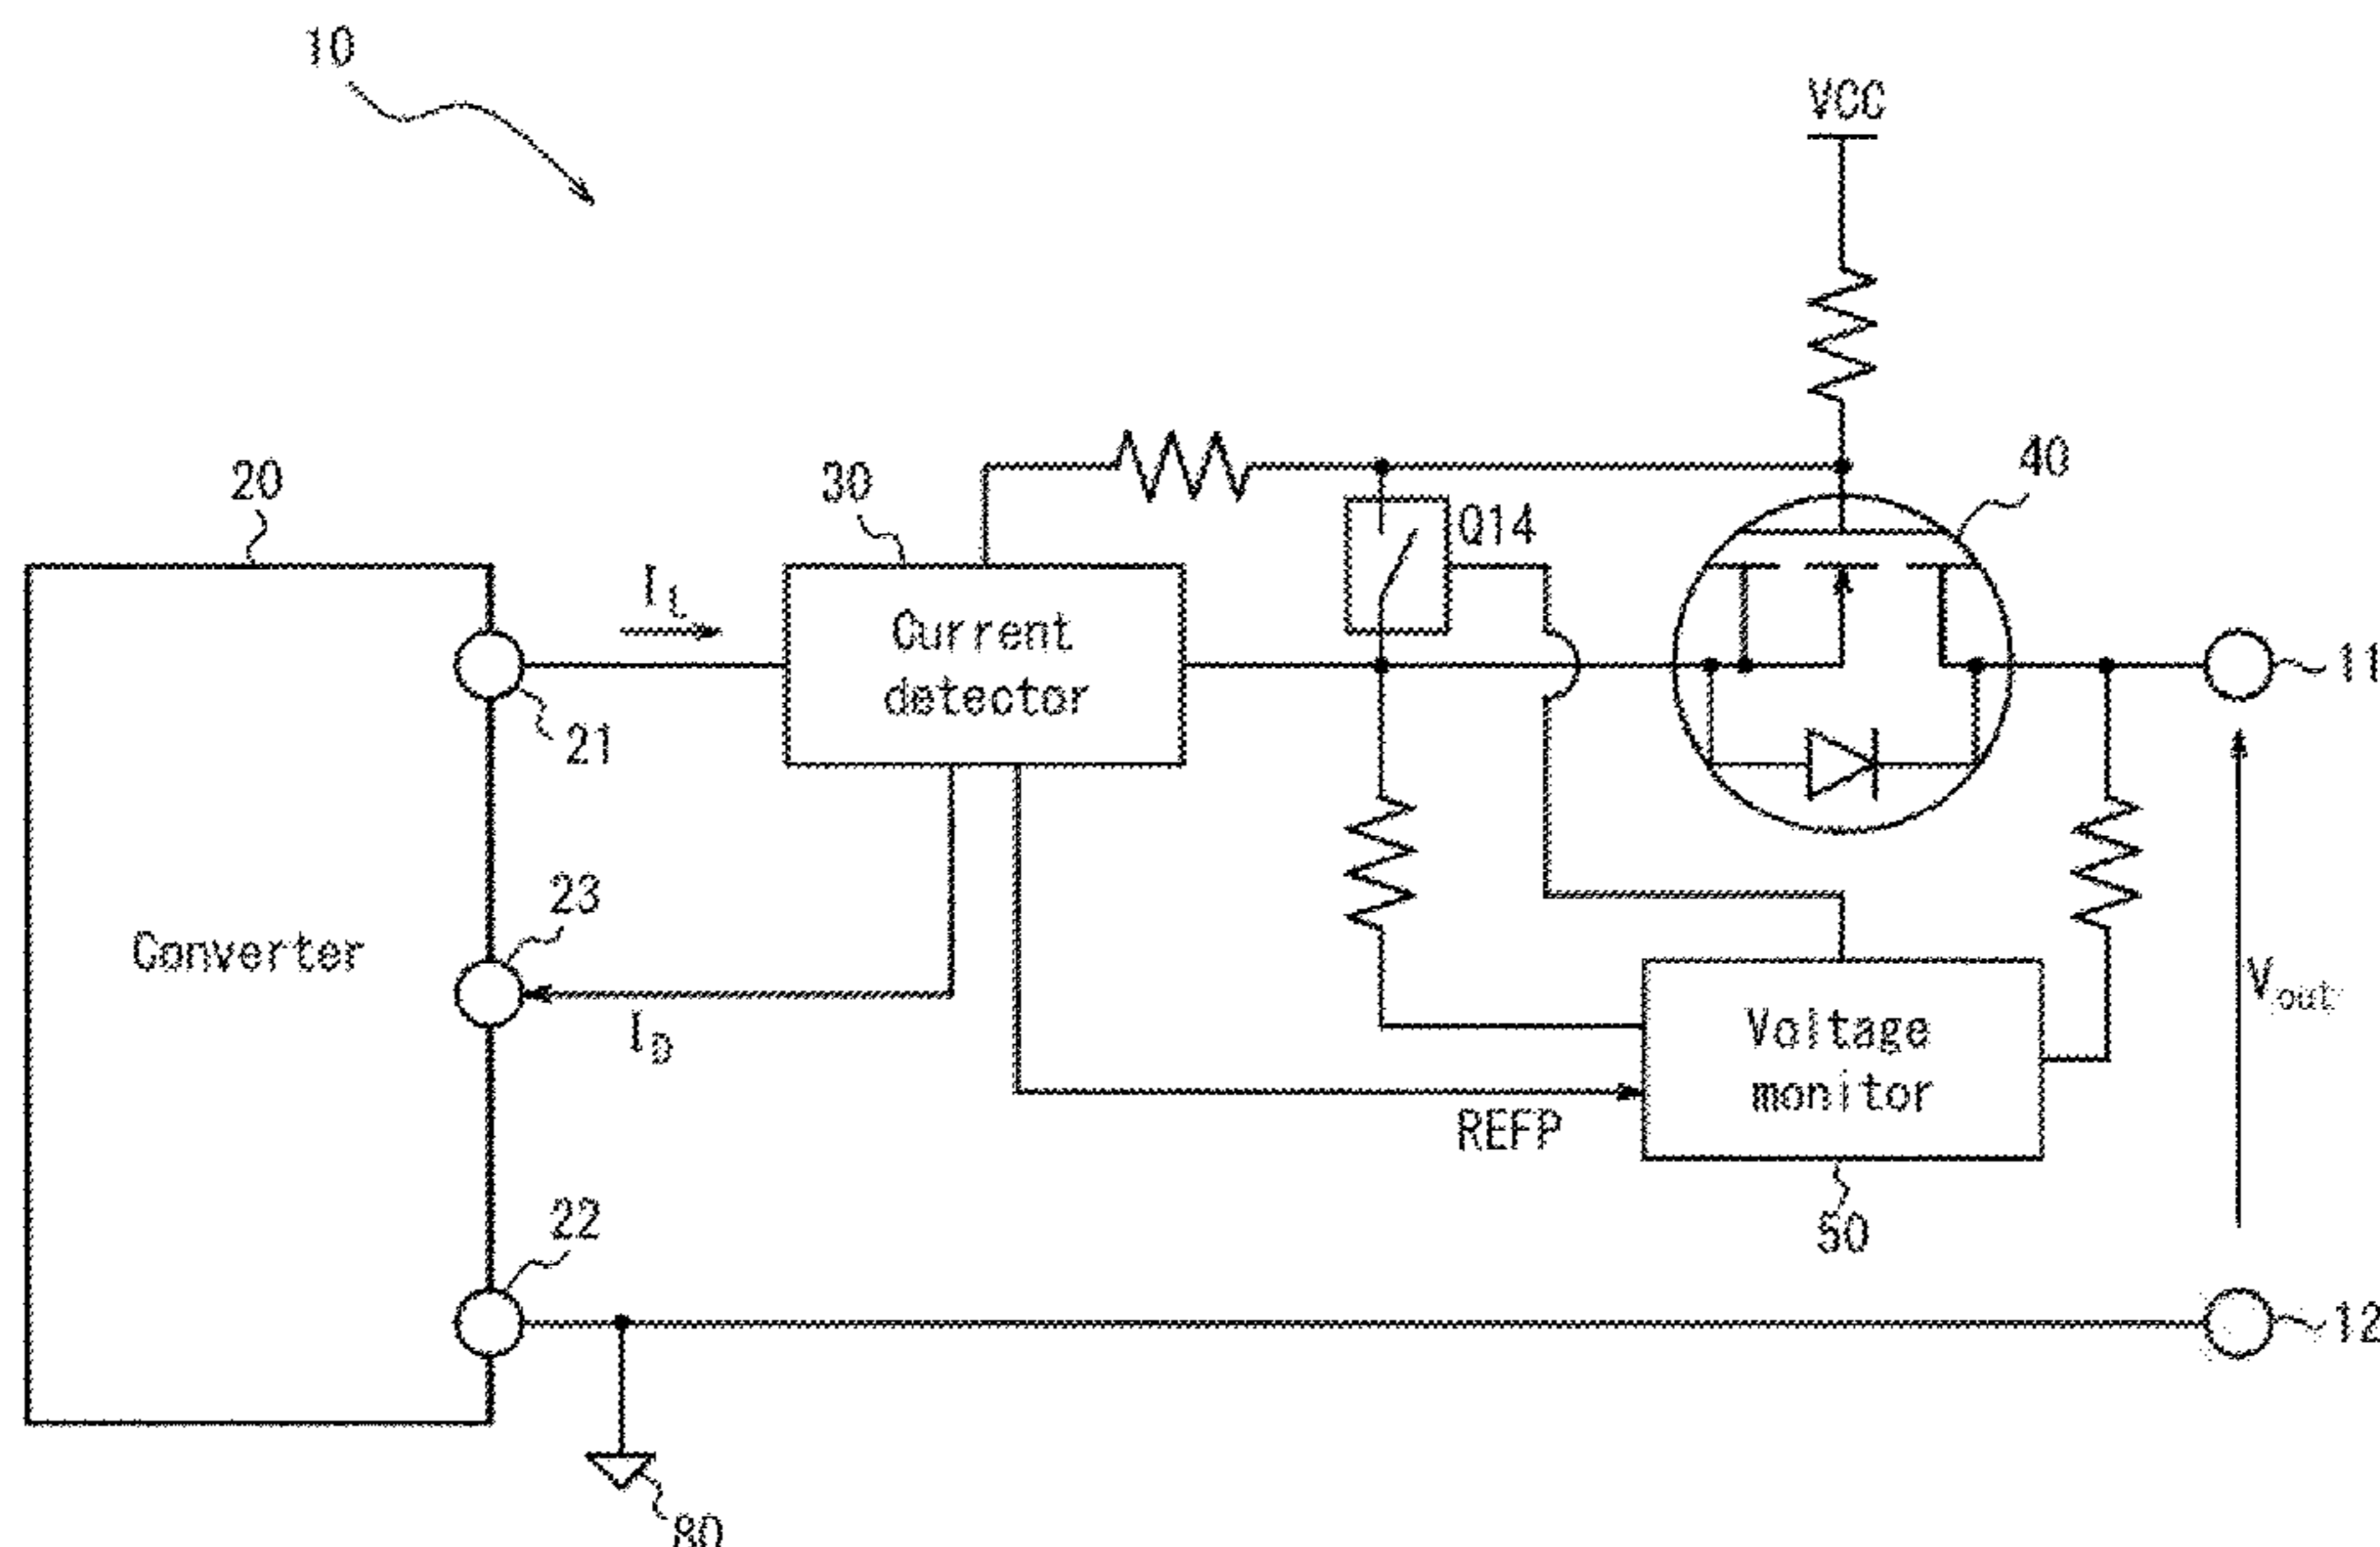 10
VCC
20
30
40
Q14
I_L
Current
detector
21
11
23
Converter
I_D
Voltage
monitor
V_out
REFP
50
22
12
80